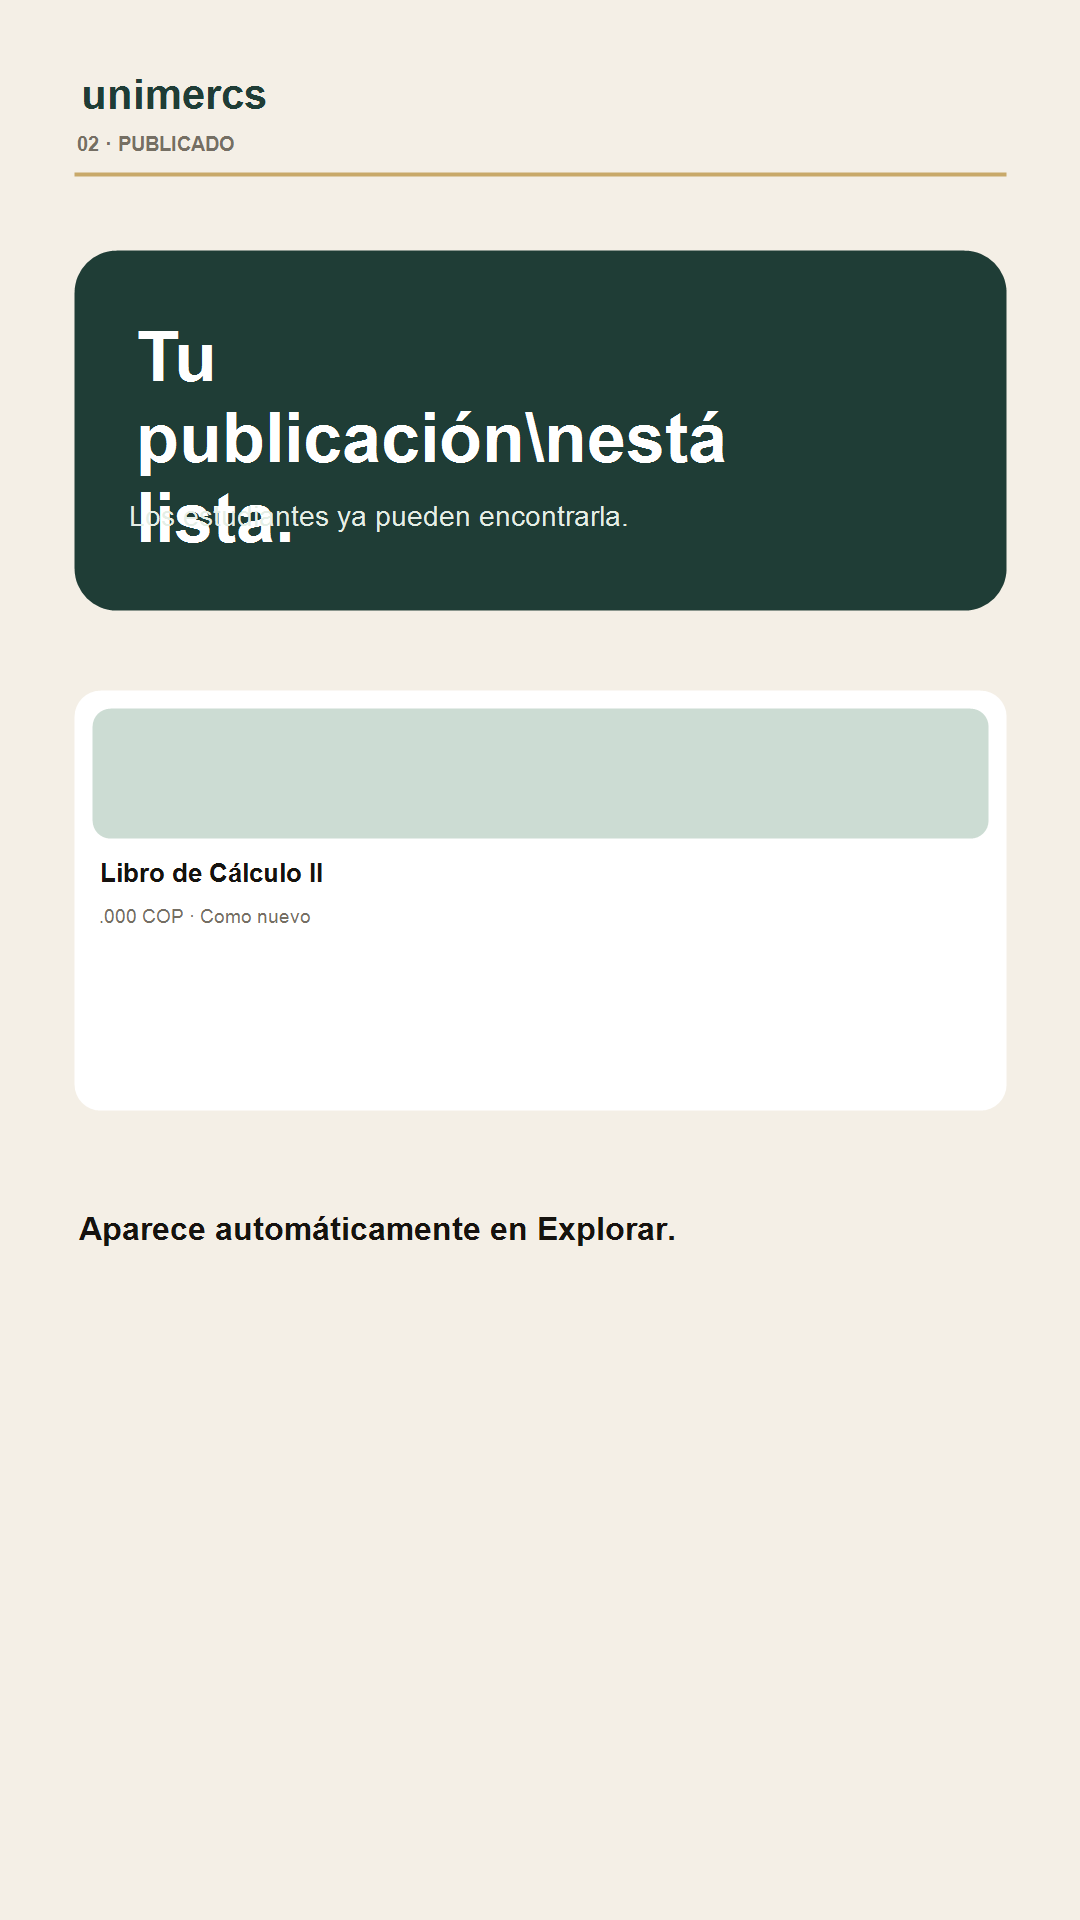 unimercs
02 · PUBLICADO
Tu
publicación\nestá
lista.
Los estudiantes ya pueden encontrarla.
Libro de Cálculo II
.000 COP · Como nuevo
Aparece automáticamente en Explorar.